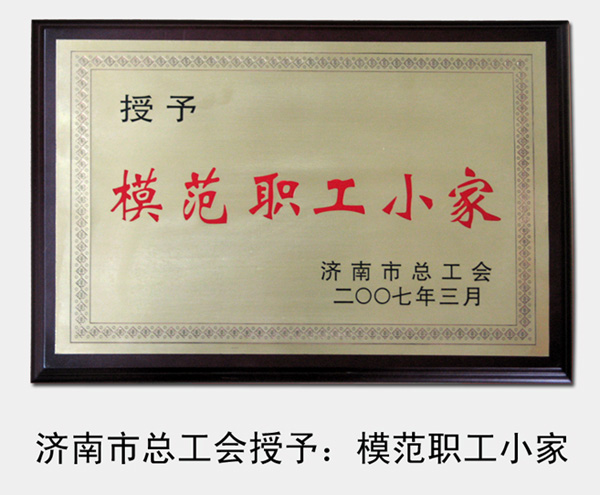 授予
模范职工小家
济南市总工会
二〇〇七年三月
济南市总工会授予：模范职工小家